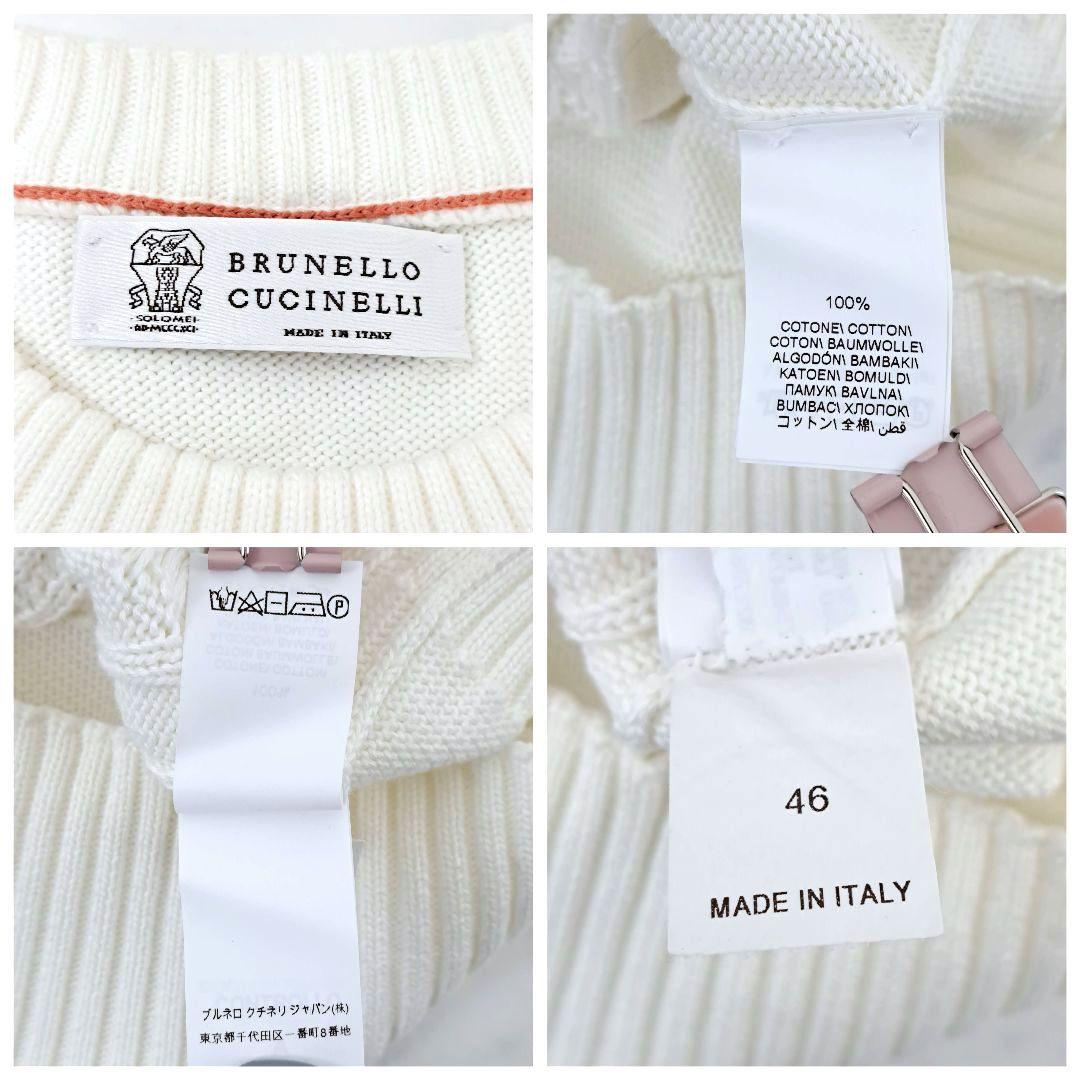 BRUNELLO
CUCINELLI
MADE IN ITALY
SOLOMEI
100%
COTONE\ COTTON\
COTON\ BAUMWOLLE\
ALGODÓN\ BAMBAKI\
KATOEN\ BOMULD\
ПАМУК\ BAVLNA\
BUMBAC\ ХЛОПОК\
コットン\ 全棉\ قطن
P
ブルネロ クチネリ ジャパン(株)
東京都千代田区一番町8番地
46
MADE IN ITALY